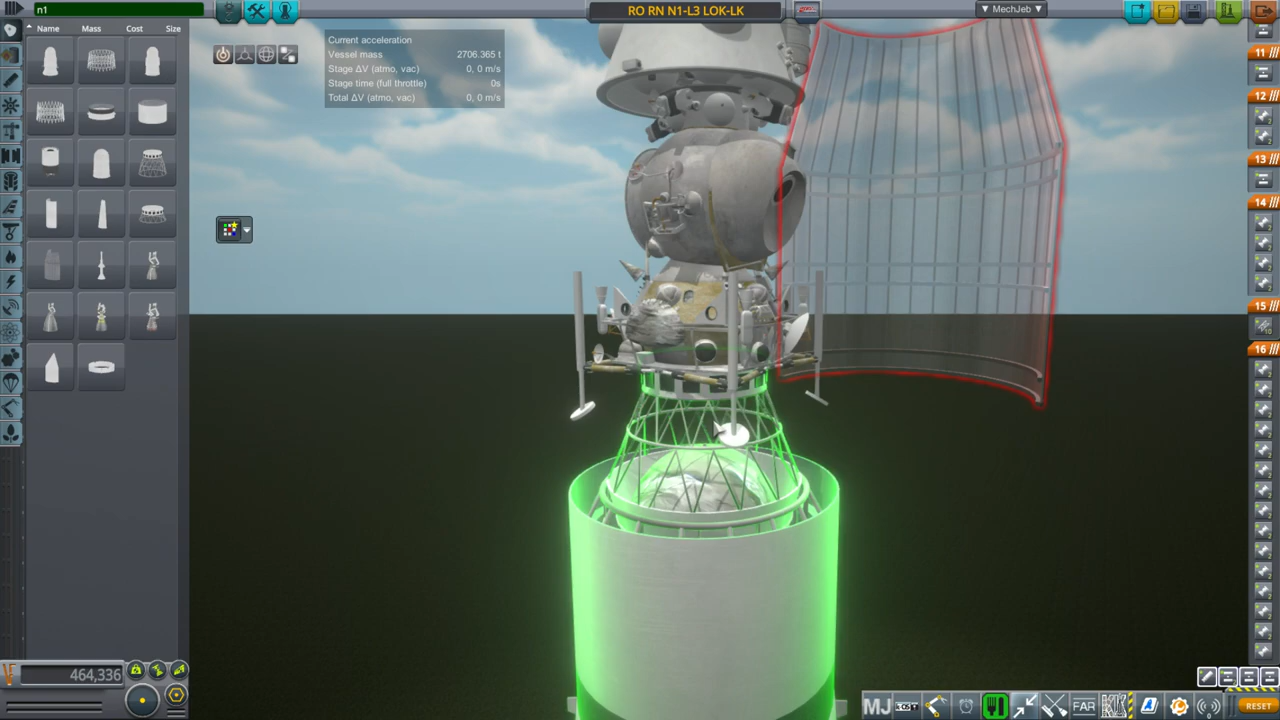 n1
RO RN N1-L3 LOK-LK
▼ MechJeb ▼
Name Mass Cost Size
Current acceleration
Vessel mass 2706.365 t
Stage ΔV (atmo, vac) 0, 0 m/s
Stage time (full throttle) 0s
Total ΔV (atmo, vac) 0, 0 m/s
11
12
13
14
15
16
464,336
MJ
FAR
KK
RESET